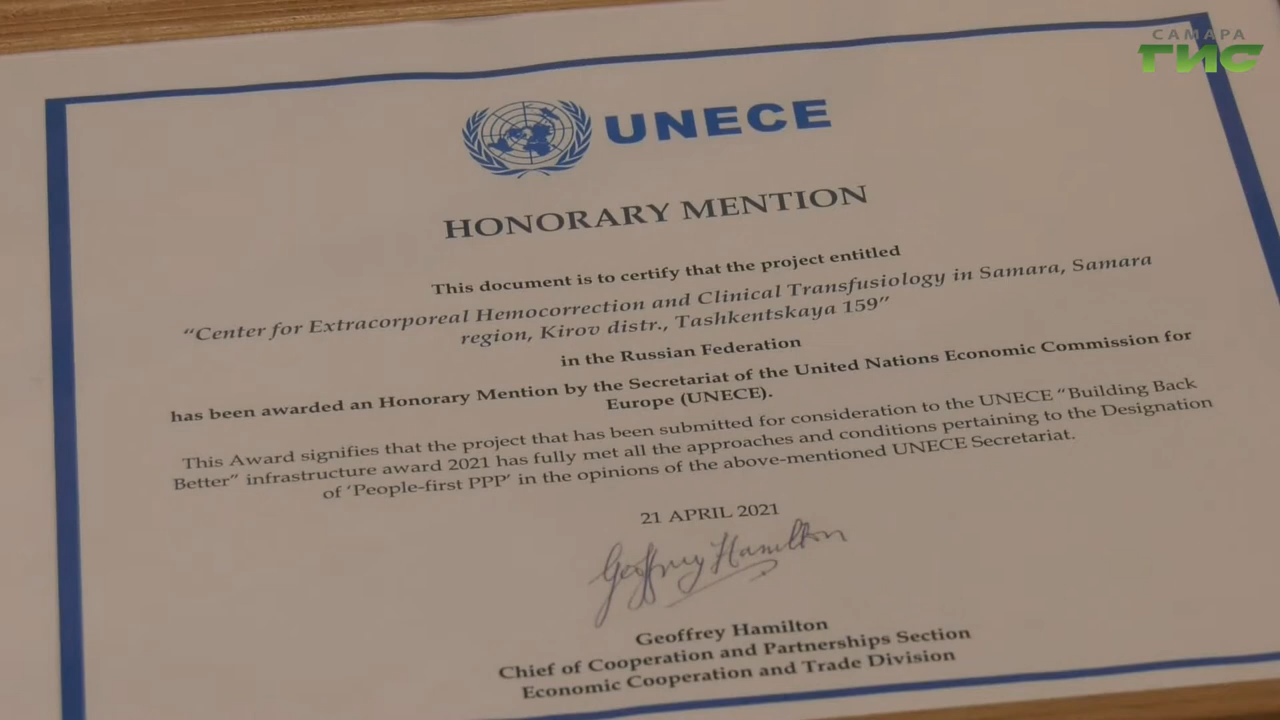 САМАРА
ГИС
UNECE
HONORARY MENTION
This document is to certify that the project entitled
“Center for Extracorporeal Hemocorrection and Clinical Transfusiology in Samara, Samara
region, Kirov distr., Tashkentskaya 159”
in the Russian Federation
has been awarded an Honorary Mention by the Secretariat of the United Nations Economic Commission for
Europe (UNECE).
This Award signifies that the project that has been submitted for consideration to the UNECE “Building Back
Better” infrastructure award 2021 has fully met all the approaches and conditions pertaining to the Designation
of ‘People-first PPP’ in the opinions of the above-mentioned UNECE Secretariat.
21 APRIL 2021
Geoffrey Hamilton
Geoffrey Hamilton
Chief of Cooperation and Partnerships Section
Economic Cooperation and Trade Division